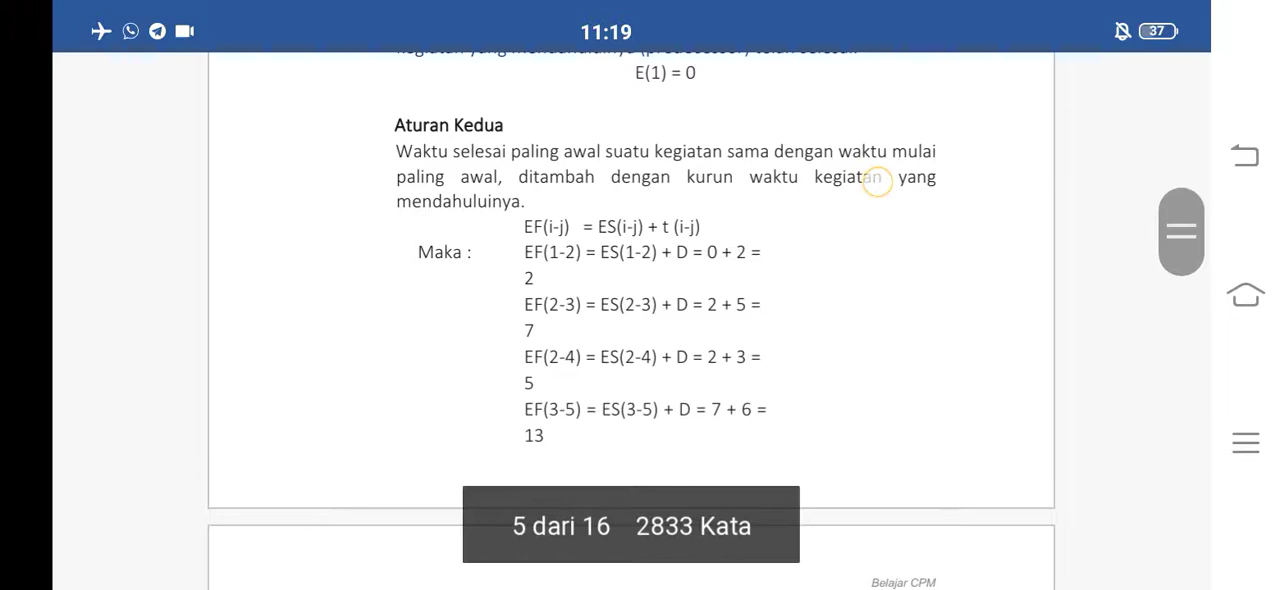 11:19
37
E(1) = 0
Aturan Kedua
Waktu selesai paling awal suatu kegiatan sama dengan waktu mulai
paling awal, ditambah dengan kurun waktu kegiatan yang
mendahuluinya.
EF(i-j) = ES(i-j) + t (i-j)
Maka : EF(1-2) = ES(1-2) + D = 0 + 2 =
2
EF(2-3) = ES(2-3) + D = 2 + 5 =
7
EF(2-4) = ES(2-4) + D = 2 + 3 =
5
EF(3-5) = ES(3-5) + D = 7 + 6 =
13
5 dari 16 2833 Kata
Belajar CPM